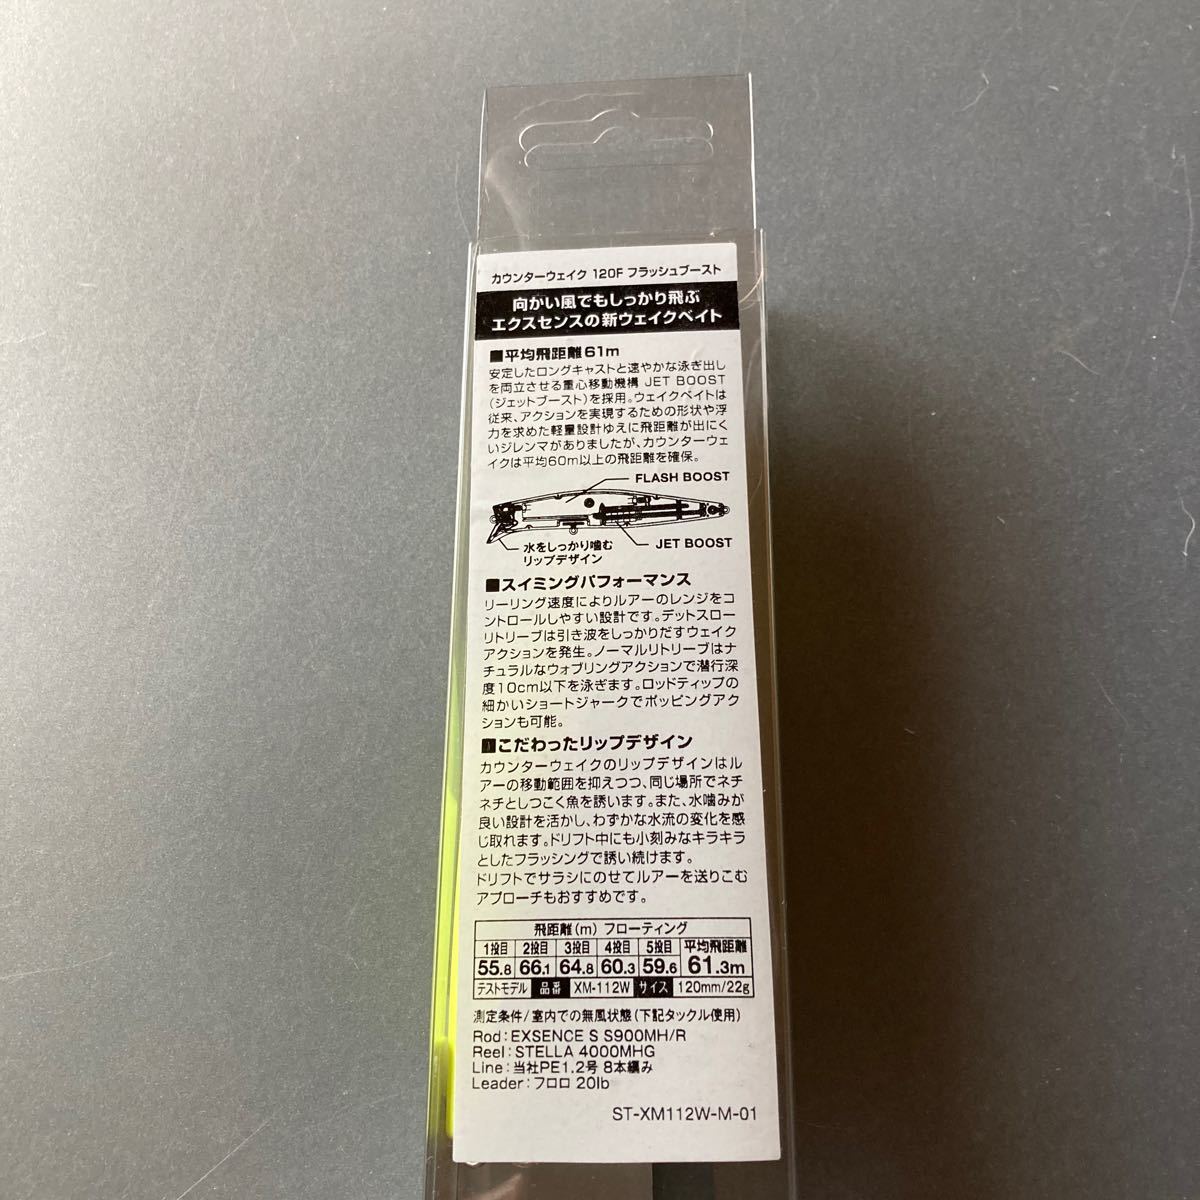 カウンターウェイク 120F フラッシュブースト
向かい風でもしっかり飛ぶ
エクスセンスの新ウェイクベイト
■平均飛距離61m
安定したロングキャストと速やかな泳ぎ出し
を両立させる重心移動機構 JET BOOST
(ジェットブースト)を採用。ウェイクベイトは
従来、アクションを実現するための形状や浮
力を求めた軽量設計ゆえに飛距離が出にく
いジレンマがありましたが、カウンターウェ
イクは平均60m以上の飛距離を確保。
FLASH BOOST
水をしっかり噛む
リップデザイン
JET BOOST
■スイミングパフォーマンス
リーリング速度によりルアーのレンジをコ
ントロールしやすい設計です。デットスロー
リトリーブは引き波をしっかりだすウェイク
アクションを発生。ノーマルリトリーブはナ
チュラルなウォブリングアクションで潜行深
度10cm以下を泳ぎます。ロッドティップの
細かいショートジャークでポッピングアク
ションも可能。
■こだわったリップデザイン
カウンターウェイクのリップデザインはル
アーの移動範囲を抑えつつ、同じ場所でネチ
ネチとしつこく魚を誘います。また、水噛みが
良い設計を活かし、わずかな水流の変化を感
じ取れます。ドリフト中にも小刻みなキラキラ
としたフラッシングで誘い続けます。
ドリフトでサラシにのせてルアーを送りこむ
アプローチもおすすめです。
飛距離(m) フローティング
1投目 2投目 3投目 4投目 5投目 平均飛距離
55.8 66.1 64.8 60.3 59.6 61.3m
テストモデル 品番 XM-112W サイズ 120mm/22g
測定条件/室内での無風状態(下記タックル使用)
Rod:EXSENCE S S900MH/R
Reel:STELLA 4000MHG
Line:当社PE1.2号 8本編み
Leader:フロロ 20lb
ST-XM112W-M-01